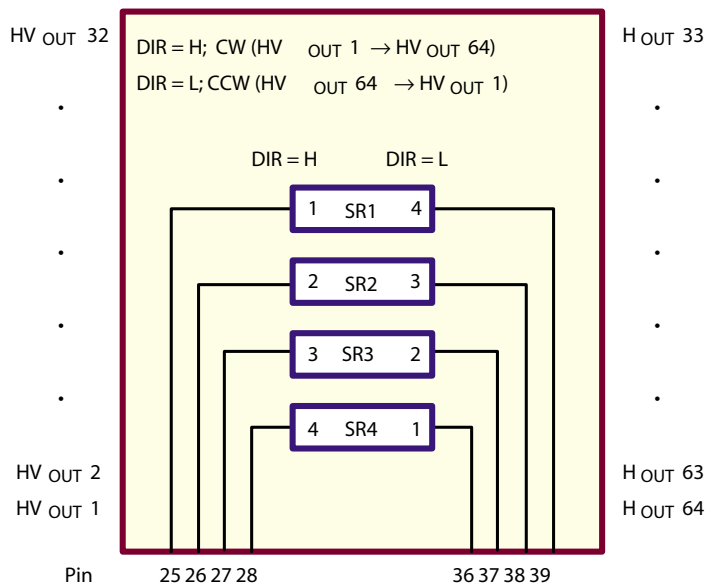 HV OUT 32
DIR = H; CW (HV OUT 1 → HV OUT 64)
H OUT 33
DIR = L; CCW (HV OUT 64 → HV OUT 1)
DIR = H DIR = L
1 SR1 4
2 SR2 3
3 SR3 2
4 SR4 1
HV OUT 2
H OUT 63
HV OUT 1
H OUT 64
Pin 25 26 27 28 36 37 38 39